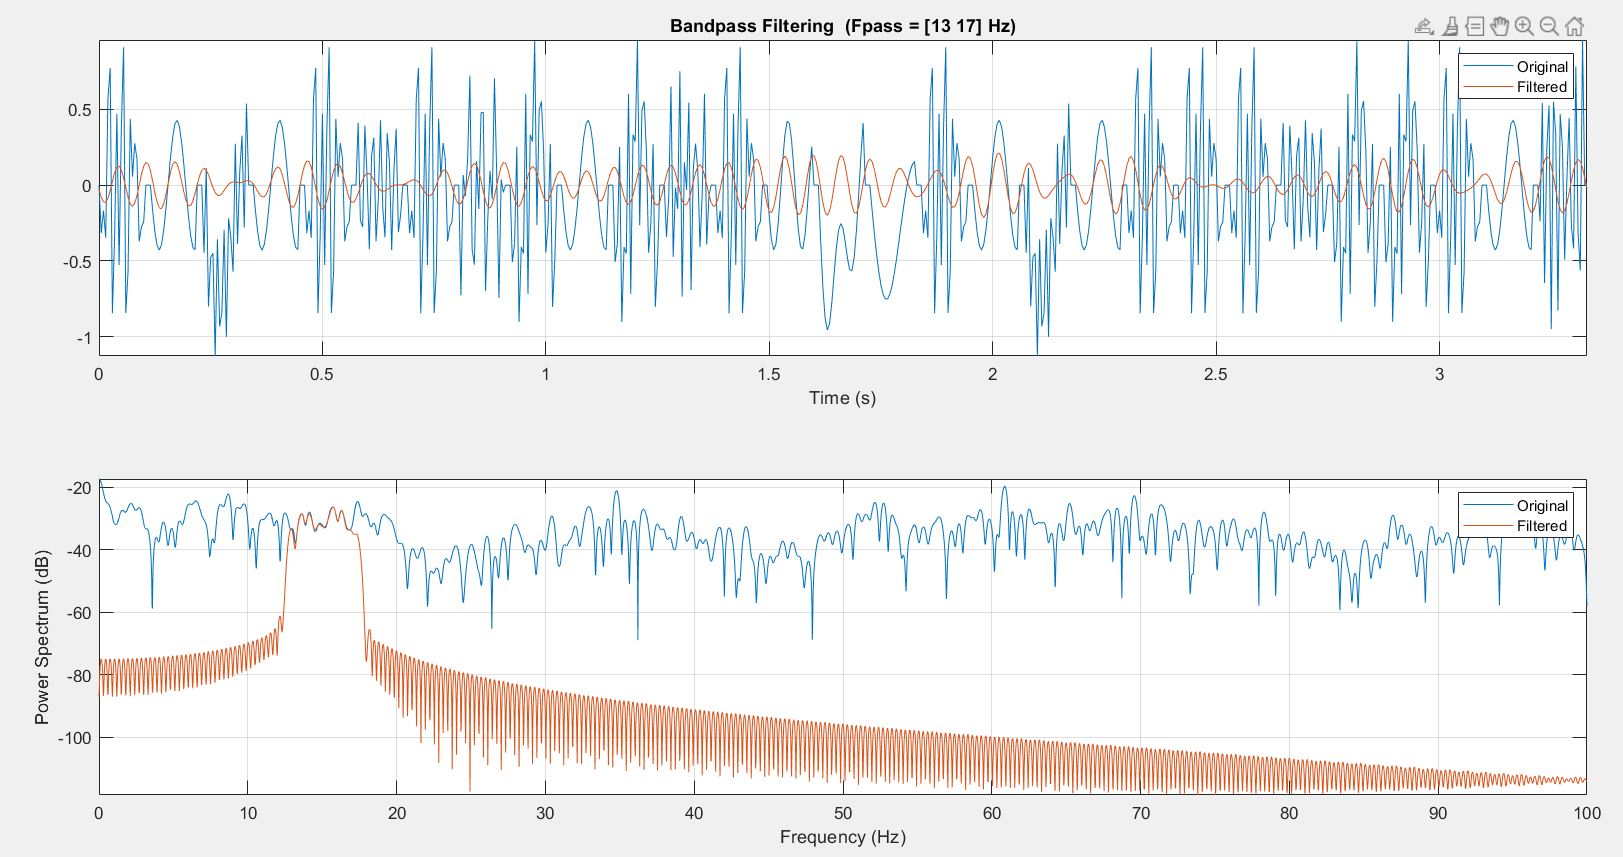 Bandpass Filtering  (Fpass = [13 17] Hz)
Original
Filtered
0.5
0
-0.5
-1
0 0.5 1 1.5 2 2.5 3
Time (s)
Original
Filtered
-20
-40
-60
-80
-100
Power Spectrum (dB)
0 10 20 30 40 50 60 70 80 90 100
Frequency (Hz)